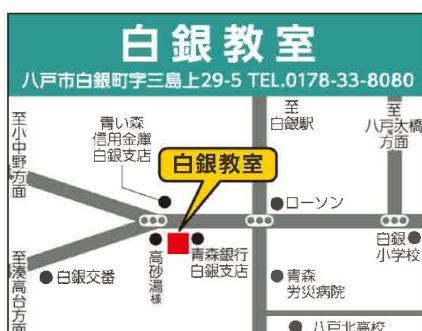 白銀教室
八戸市白銀町字三島上29-5 TEL.0178-33-8080
至小中野方面
青い森
信用金庫
白銀支店
至
白銀駅
至
八戸大橋
方面
白銀教室
ローソン
高砂湯様
青森銀行
白銀支店
白銀
小学校
至湊高台方面
白銀交番
青森
労災病院
八戸北高校